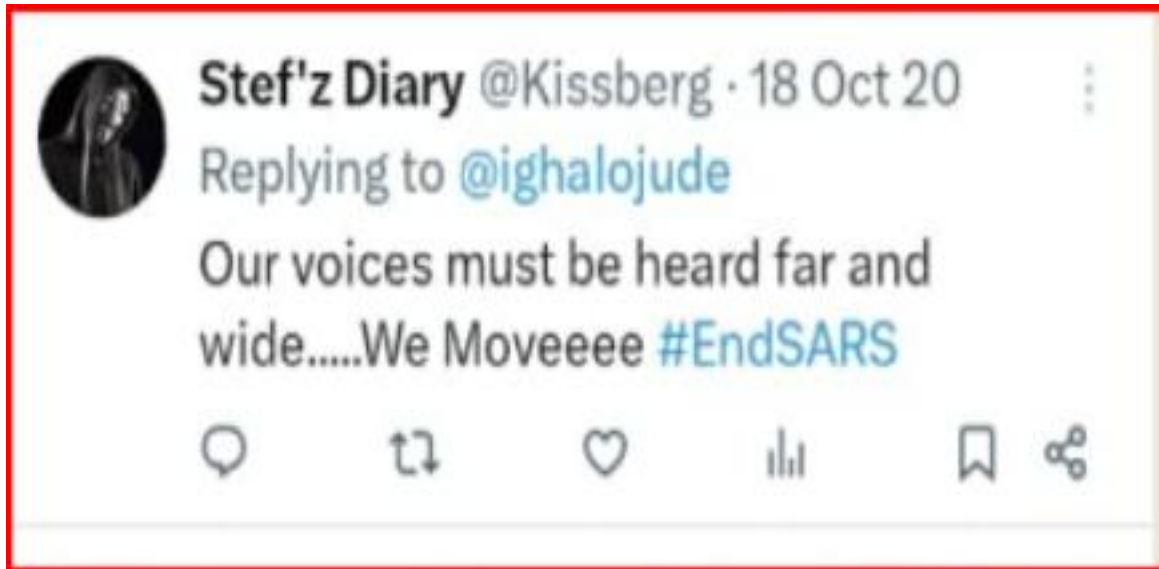 Stef'z Diary @Kissberg · 18 Oct 20
Replying to @ighalojude
Our voices must be heard far and
wide.....We Moveeee #EndSARS